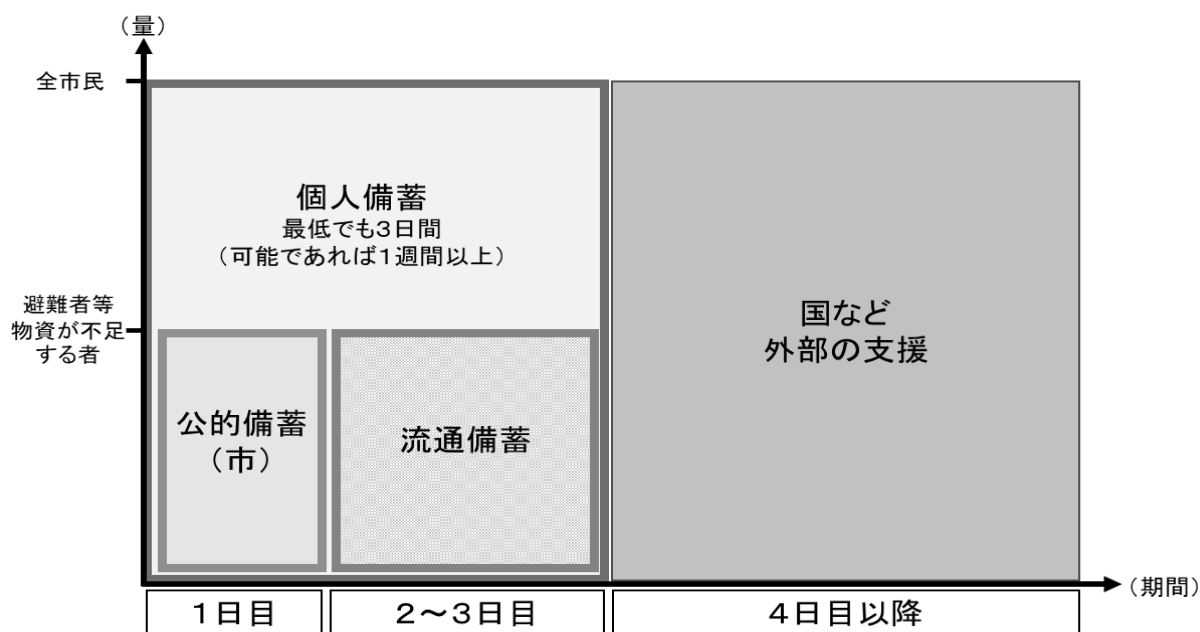 （量）
全市民
個人備蓄
最低でも３日間
（可能であれば１週間以上）
避難者等
物資が不足
する者
公的備蓄
（市）
流通備蓄
国など
外部の支援
（期間）
１日目
２～３日目
４日目以降